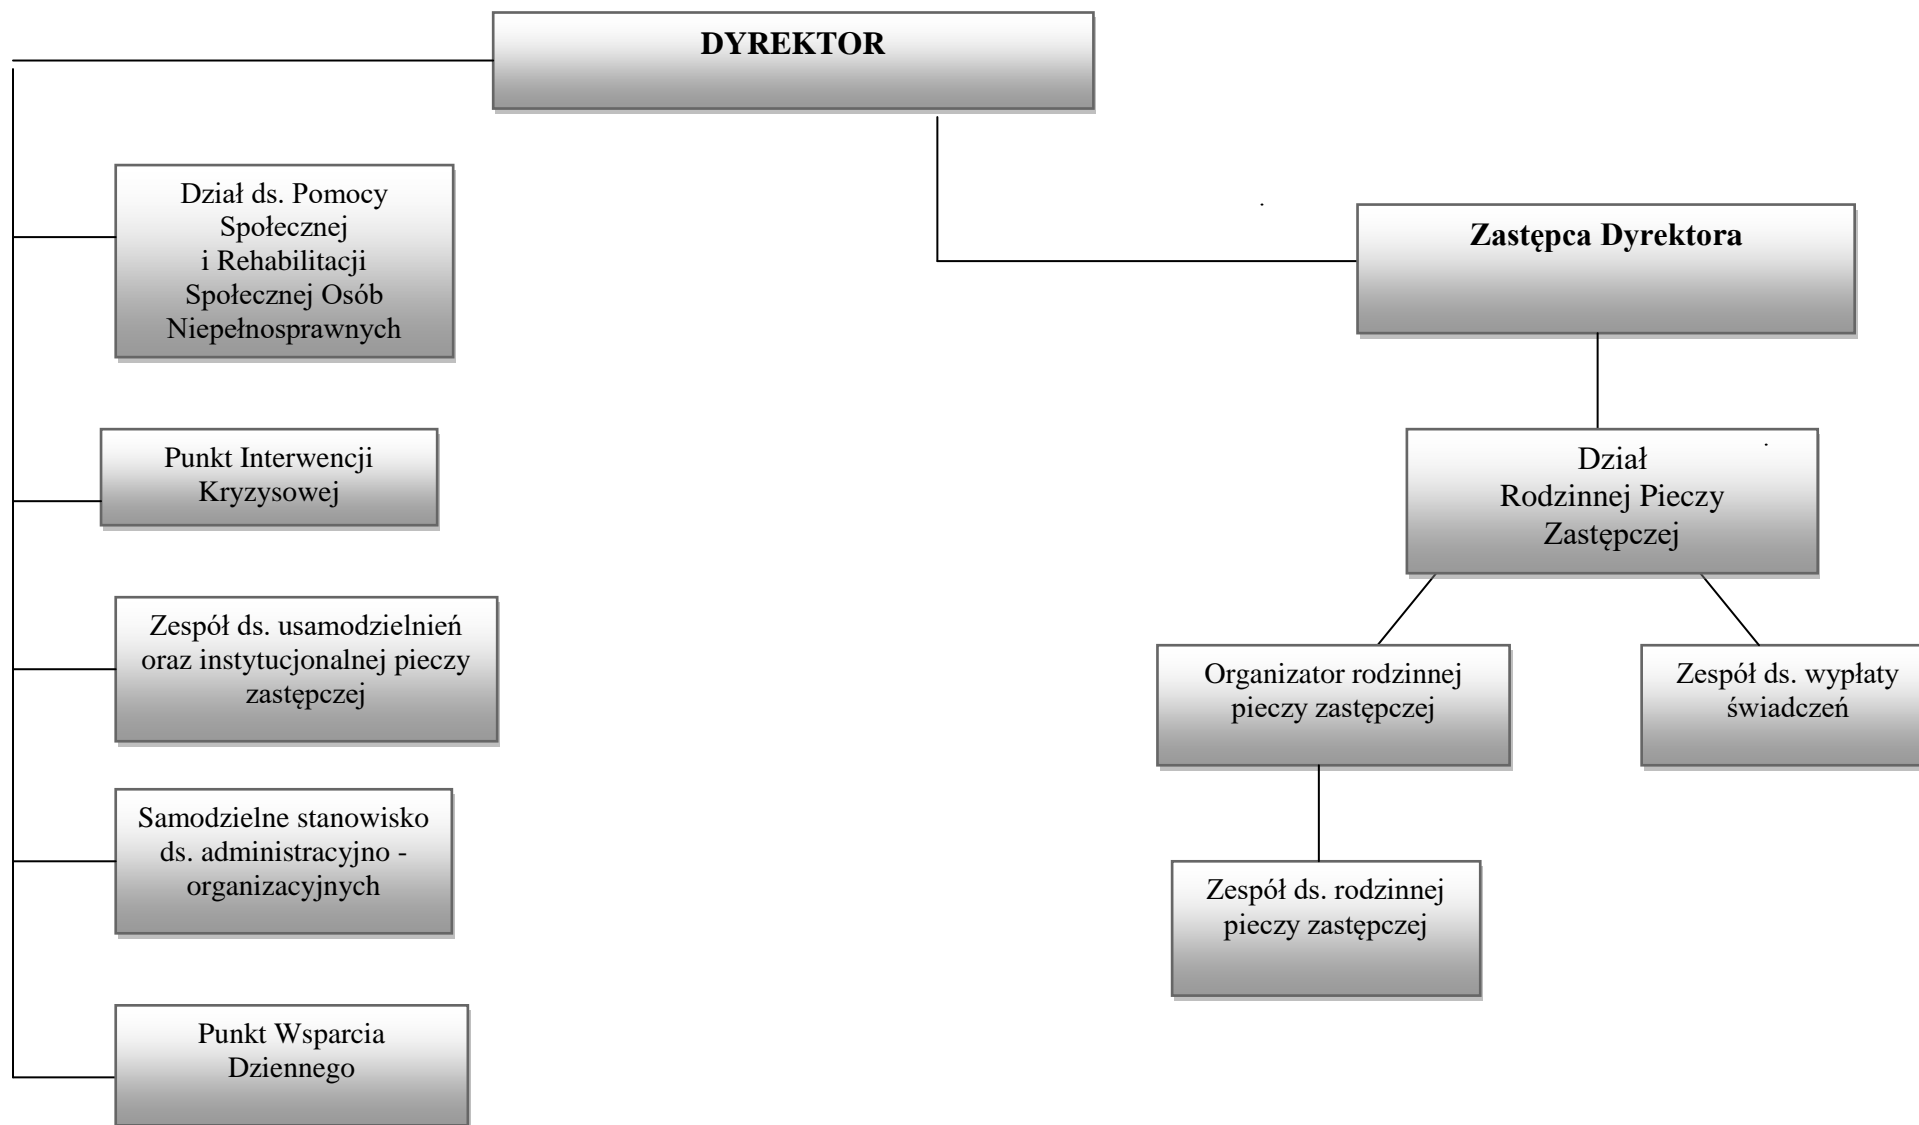 DYREKTOR
Dział ds. Pomocy
Społecznej
i Rehabilitacji
Społecznej Osób
Niepełnosprawnych
Zastępca Dyrektora
Punkt Interwencji
Kryzysowej
Dział
Rodzinnej Pieczy
Zastępczej
Zespół ds. usamodzielnień
oraz instytucjonalnej pieczy
zastępczej
Organizator rodzinnej
pieczy zastępczej
Zespół ds. wypłaty
świadczeń
Samodzielne stanowisko
ds. administracyjno -
organizacyjnych
Zespół ds. rodzinnej
pieczy zastępczej
Punkt Wsparcia
Dziennego